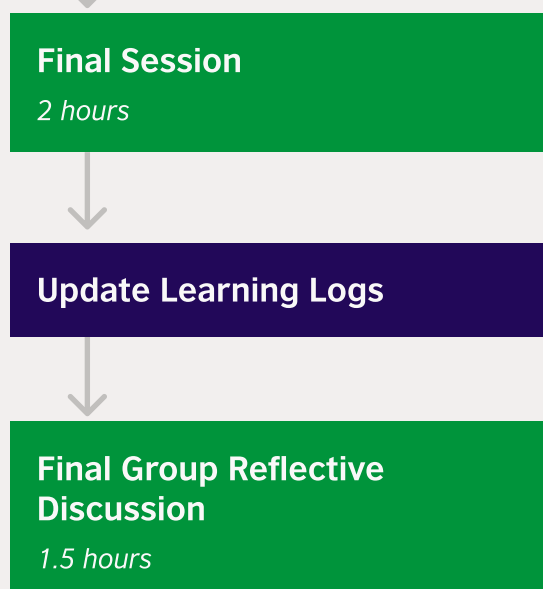 Final Session
2 hours
Update Learning Logs
Final Group Reflective
Discussion
1.5 hours